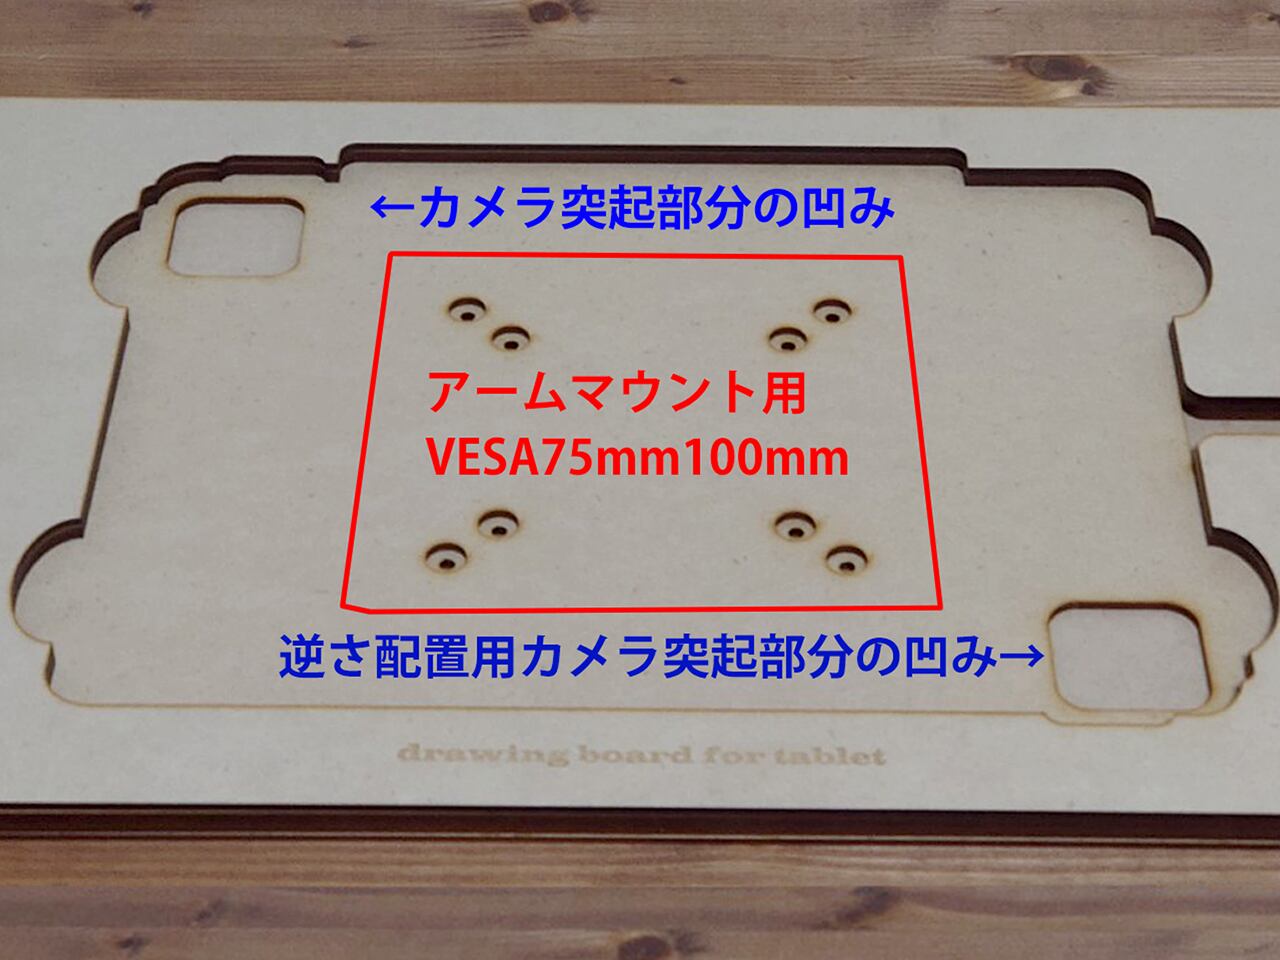 ←カメラ突起部分の凹み
アームマウント用
VESA75mm100mm
逆さ配置用カメラ突起部分の凹み→
drawing board for tablet